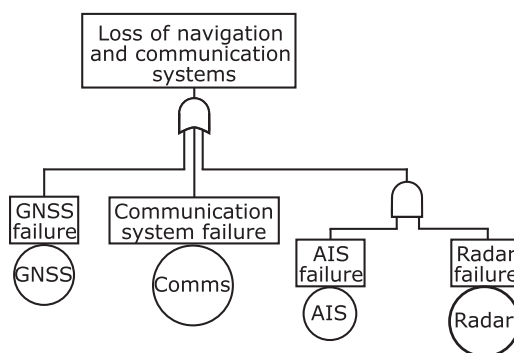 Loss of navigation
and communication
systems
GNSS
failure
Communication
system failure
GNSS
Comms
AIS
failure
Radar
failure
AIS
Radar